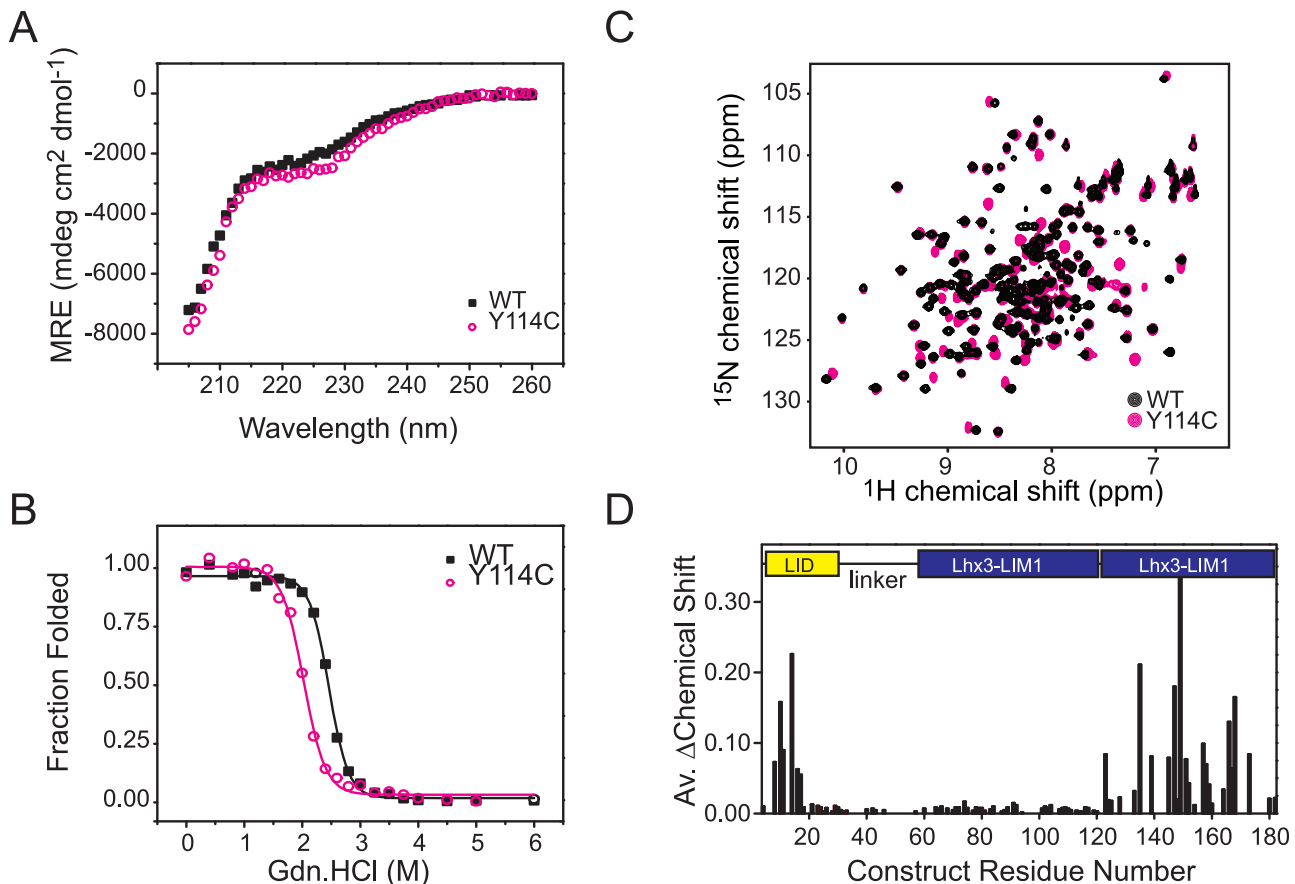 A
MRE (mdeg cm2 dmol-1)
0
-2000
-4000
-6000
-8000
WT
Y114C
210 220 230 240 250 260
Wavelength (nm)
B
Fraction Folded
1.00
0.75
0.50
0.25
0.00
WT
Y114C
0 1 2 3 4 5 6
Gdn.HCl (M)
C
15N chemical shift (ppm)
105
110
115
120
125
130
WT
Y114C
10 9 8 7
1H chemical shift (ppm)
D
Av. ΔChemical Shift
LID
linker
Lhx3-LIM1
Lhx3-LIM1
0.30
0.20
0.10
0.00
20 40 60 80 100 120 140 160 180
Construct Residue Number